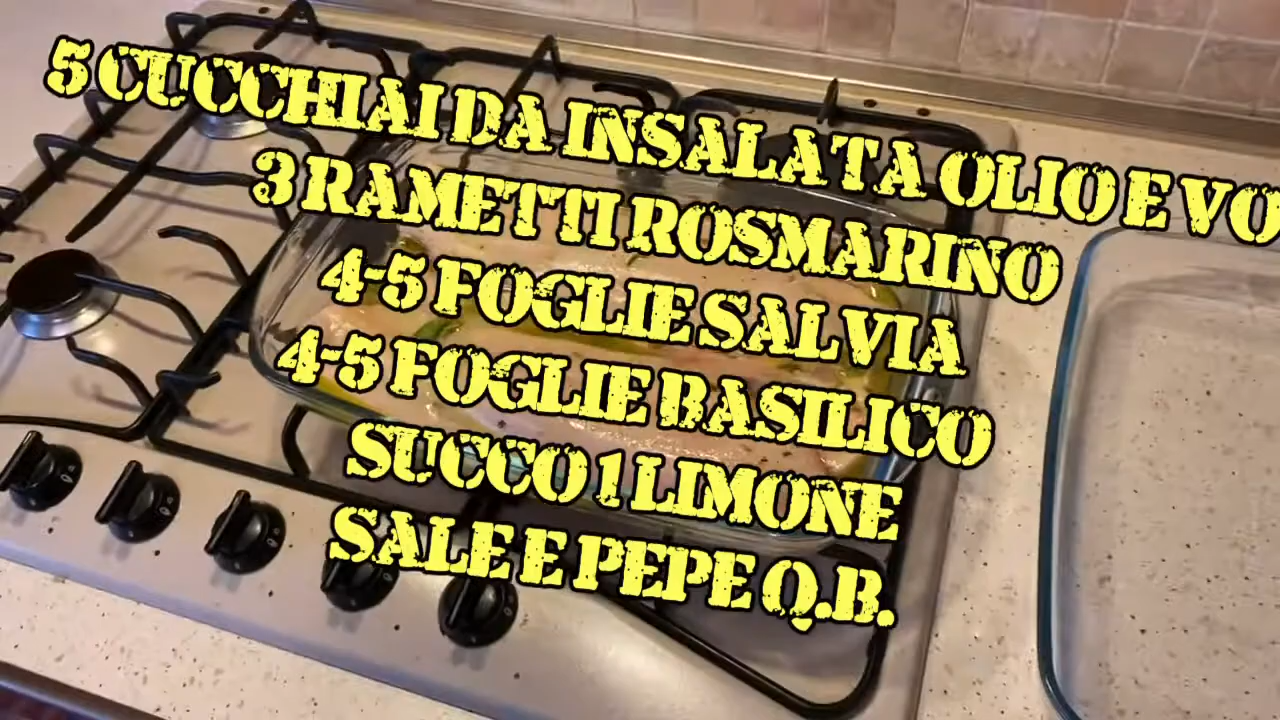 5 CUCCHIAI DA INSALATA OLIO E VO
3 RAMETTI ROSMARINO
4-5 FOGLIE SALVIA
4-5 FOGLIE BASILICO
SUCCO 1 LIMONE
SALE E PEPE Q.B.